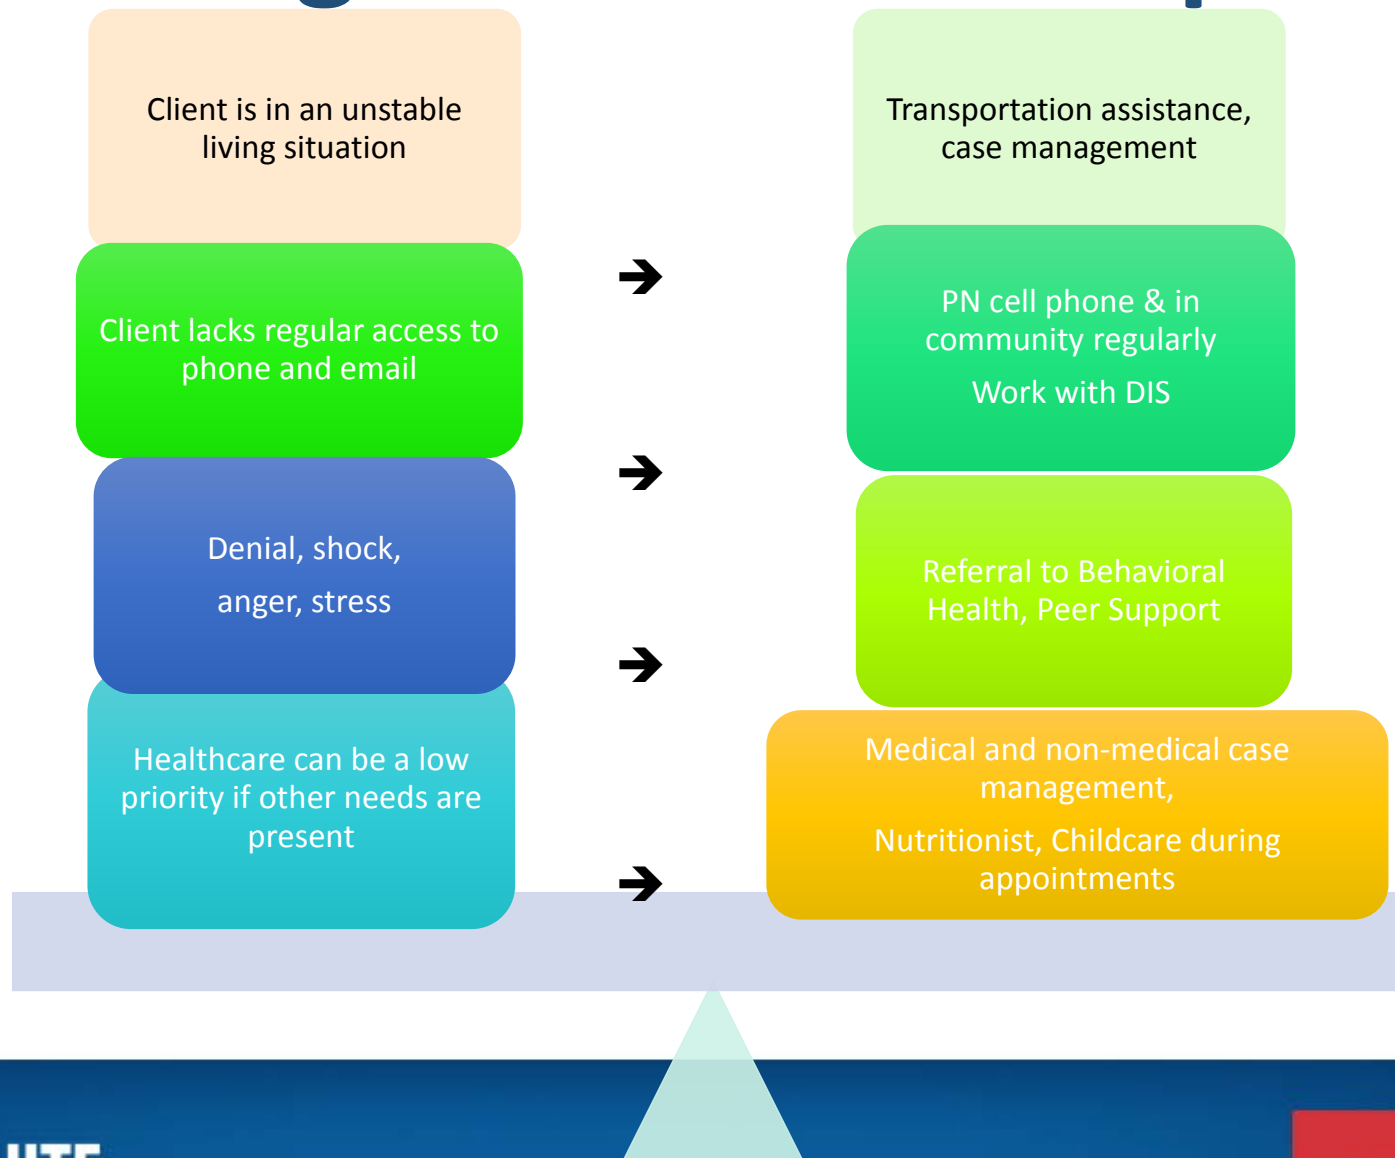 Client is in an unstable
living situation
Transportation assistance,
case management
➔
Client lacks regular access to
phone and email
PN cell phone & in
community regularly
Work with DIS
➔
Denial, shock,
anger, stress
Referral to Behavioral
Health, Peer Support
➔
Healthcare can be a low
priority if other needs are
present
Medical and non-medical case
management,
Nutritionist, Childcare during
appointments
➔